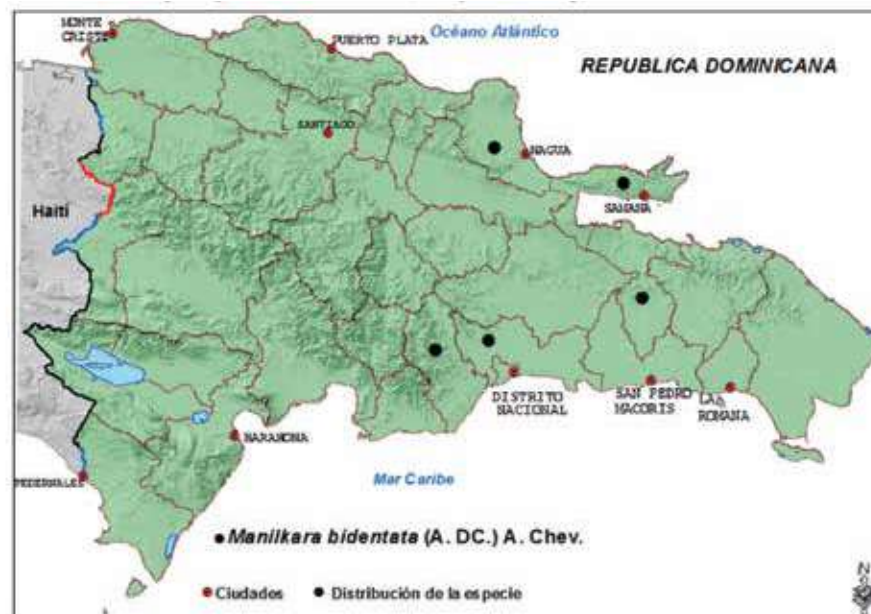 MONTE
CRISTI
PUERTO PLATA
Océano Atlántico
REPUBLICA DOMINICANA
SANTIAGO
NAGUA
SAMANA
Haití
DISTRITO
NACIONAL
SAN PEDRO
MACORIS
LA
ROMANA
BARAHONA
PEDERNALES
Mar Caribe
Manilkara bidentata (A. DC.) A. Chev.
Ciudades
Distribución de la especie
N